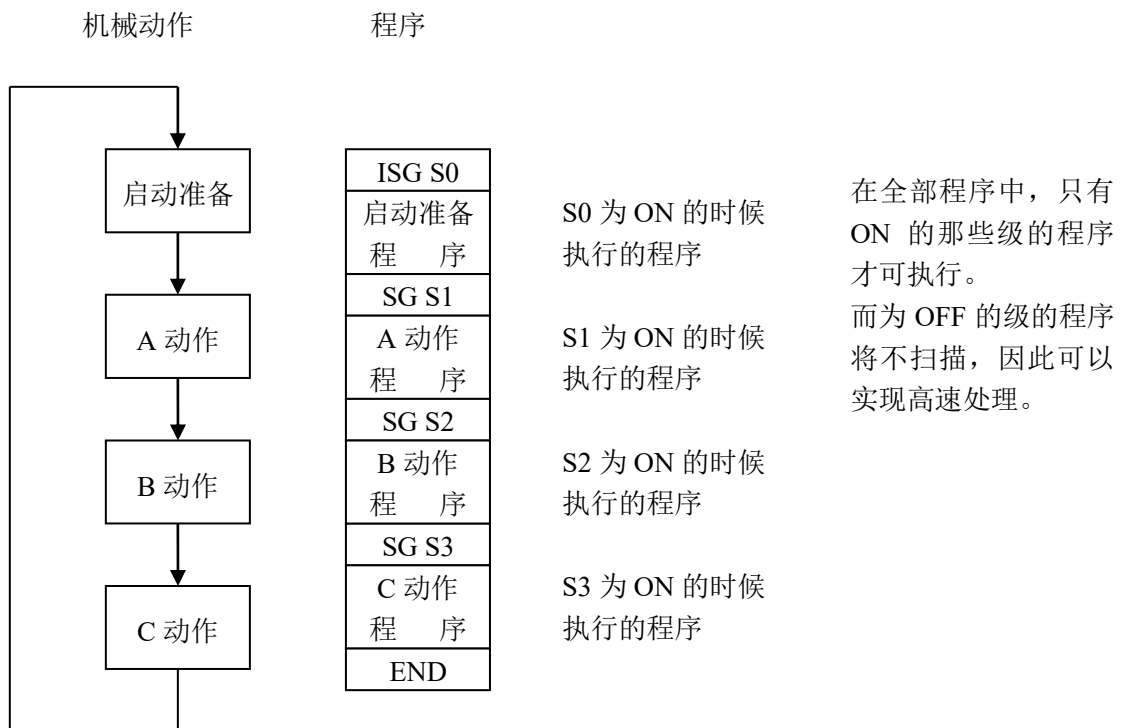 机械动作
程序
启动准备
A 动作
B 动作
C 动作
ISG S0
启动准备
程 序
SG S1
A 动作
程 序
SG S2
B 动作
程 序
SG S3
C 动作
程 序
END
S0 为 ON 的时候
执行的程序
S1 为 ON 的时候
执行的程序
S2 为 ON 的时候
执行的程序
S3 为 ON 的时候
执行的程序
在全部程序中，只有
ON 的那些级的程序
才可执行。
而为 OFF 的级的程序
将不扫描，因此可以
实现高速处理。